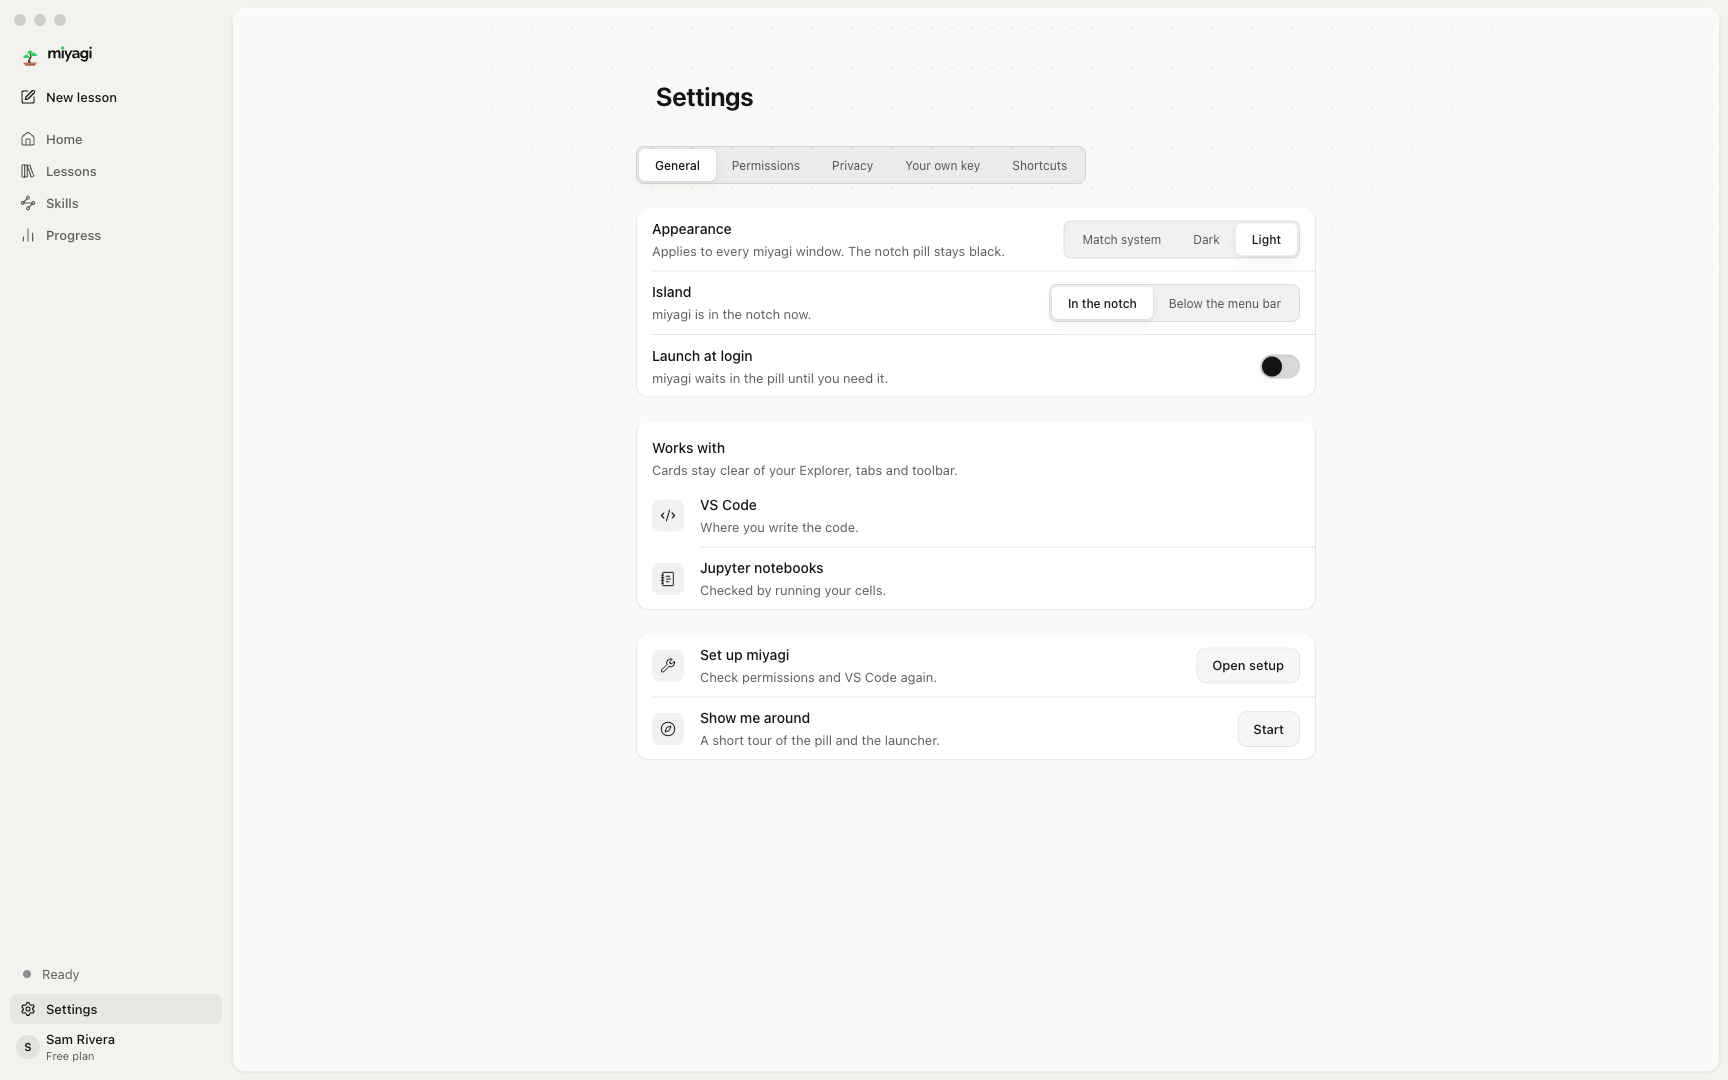 miyagi
New lesson
Home
Lessons
Skills
Progress
Settings
General
Permissions
Privacy
Your own key
Shortcuts
Appearance
Applies to every miyagi window. The notch pill stays black.
Match system
Dark
Light
Island
miyagi is in the notch now.
In the notch
Below the menu bar
Launch at login
miyagi waits in the pill until you need it.
Works with
Cards stay clear of your Explorer, tabs and toolbar.
VS Code
Where you write the code.
Jupyter notebooks
Checked by running your cells.
Set up miyagi
Check permissions and VS Code again.
Open setup
Show me around
A short tour of the pill and the launcher.
Start
Ready
Settings
S
Sam Rivera
Free plan